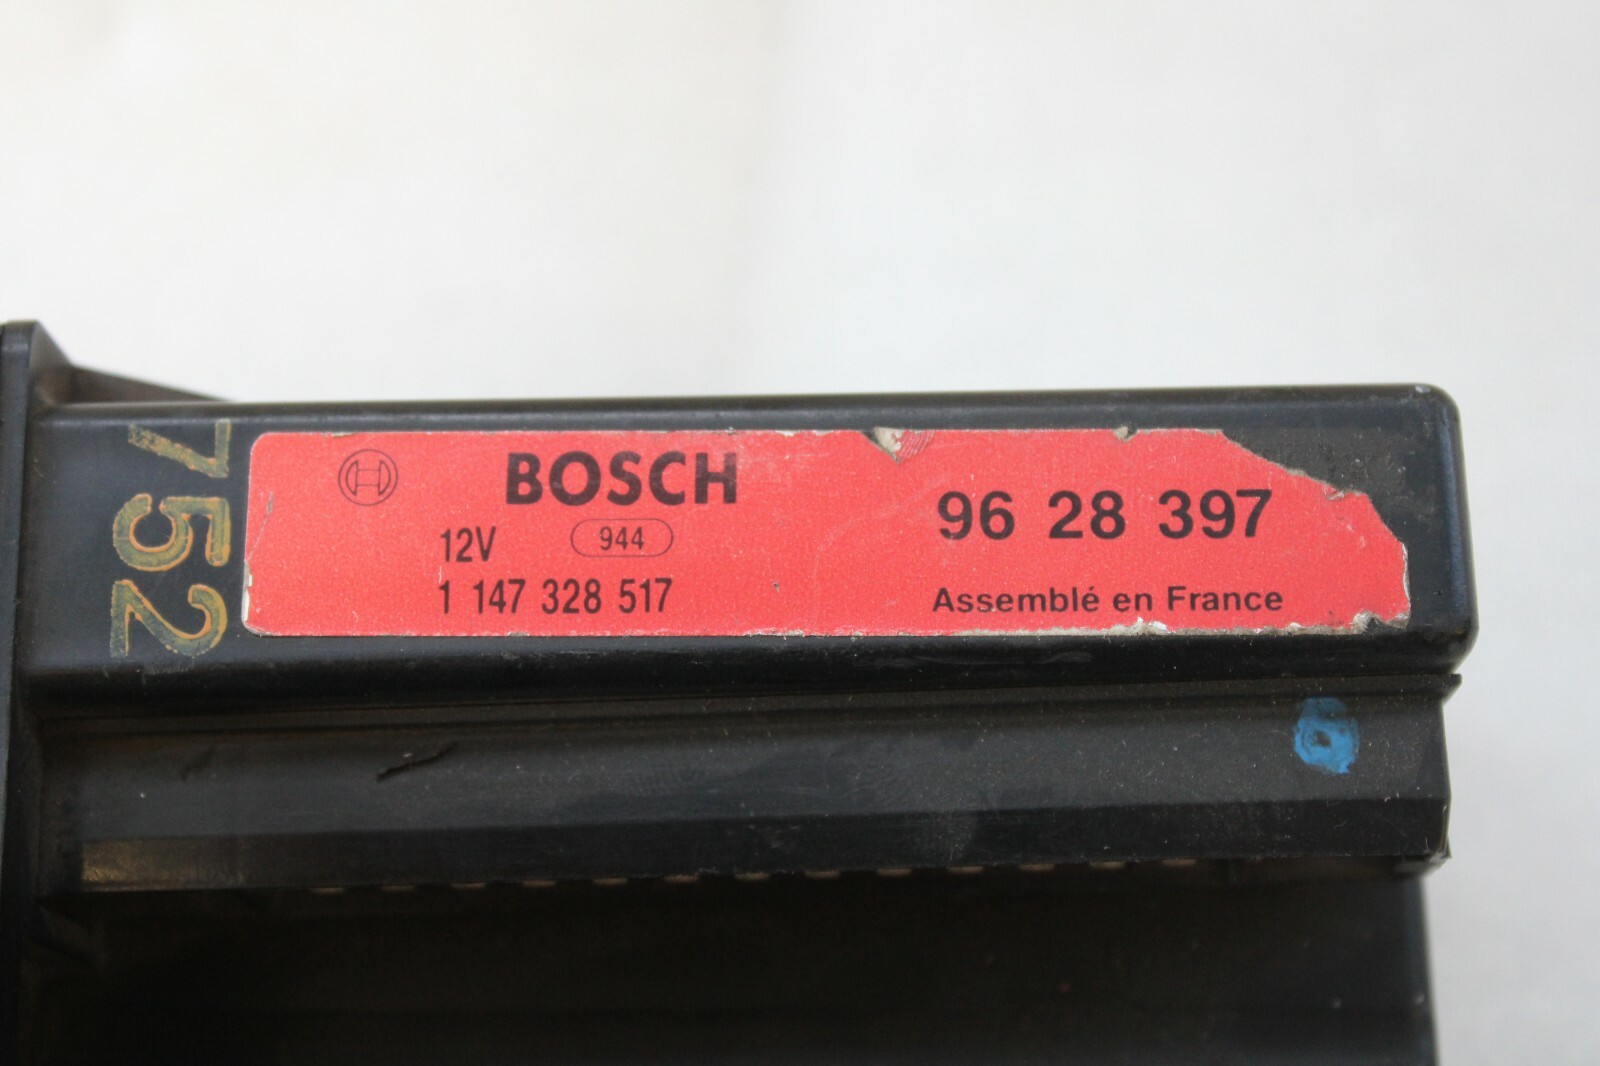 752
BOSCH
12V 944
1 147 328 517
96 28 397
Assemblé en France